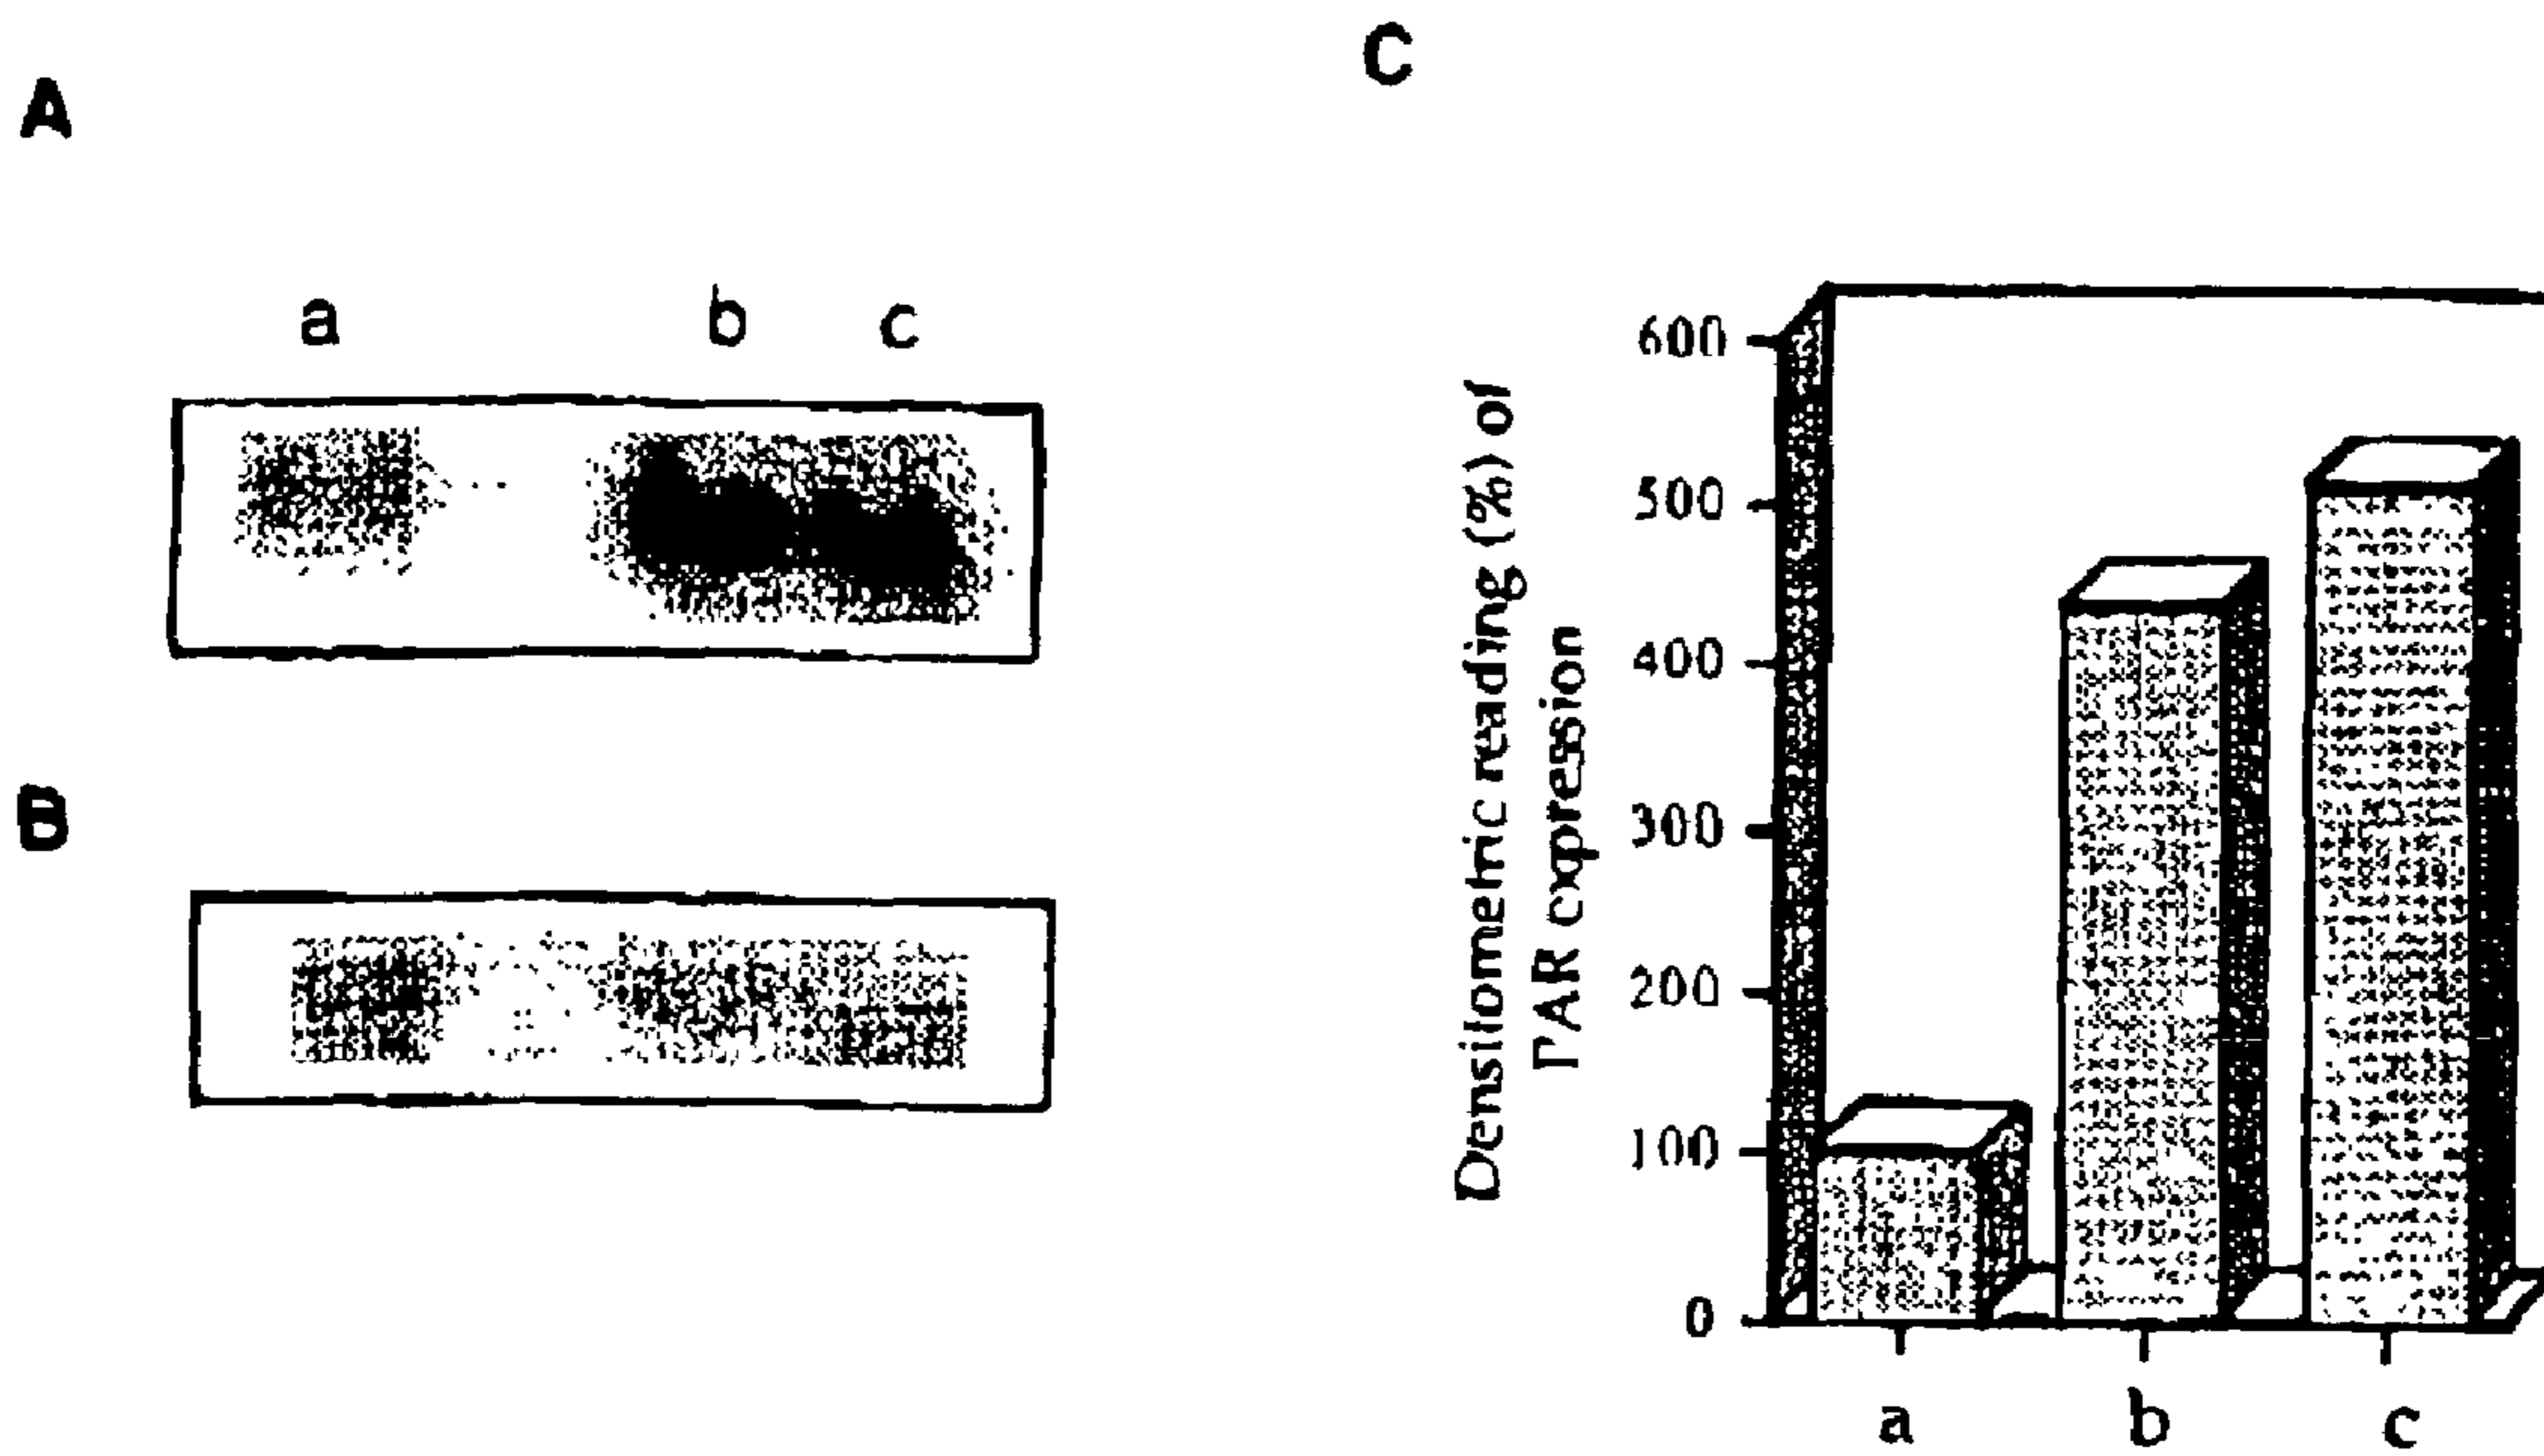 A
a b c
B
C
Densitometric reading (%) of
PAR expression
600
500
400
300
200
100
0
a b c